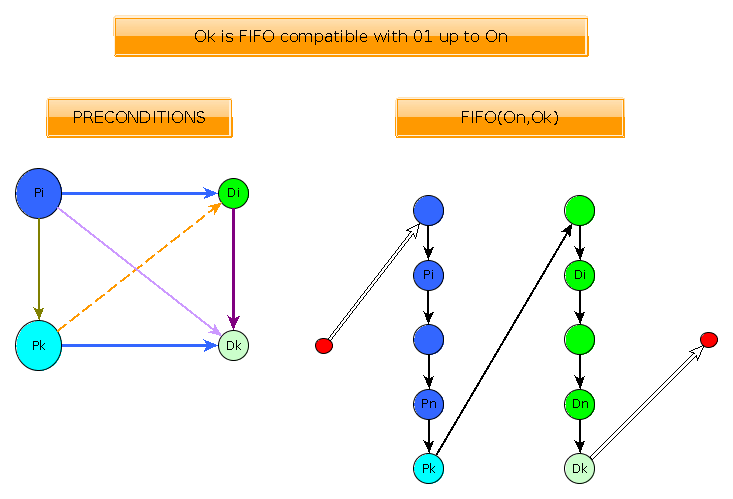 Ok is FIFO compatible with 01 up to On
PRECONDITIONS
FIFO(On,Ok)
Pi
Di
Pk
Dk
Pi
Pn
Pk
Di
Dn
Dk